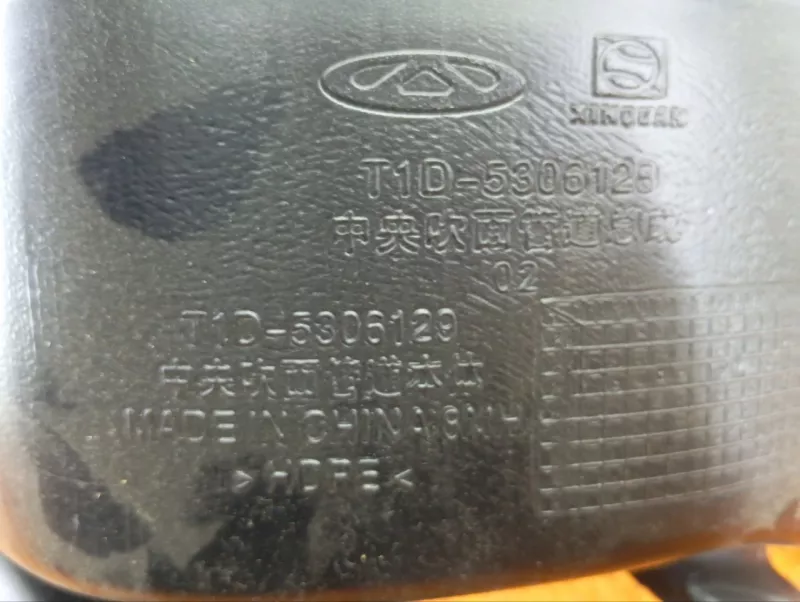 XINQUAN
T1D-5306129
中央吹面管道总成
02
T1D-5306129
中央吹面管道本体
MADE IN CHINA
>HDPE<